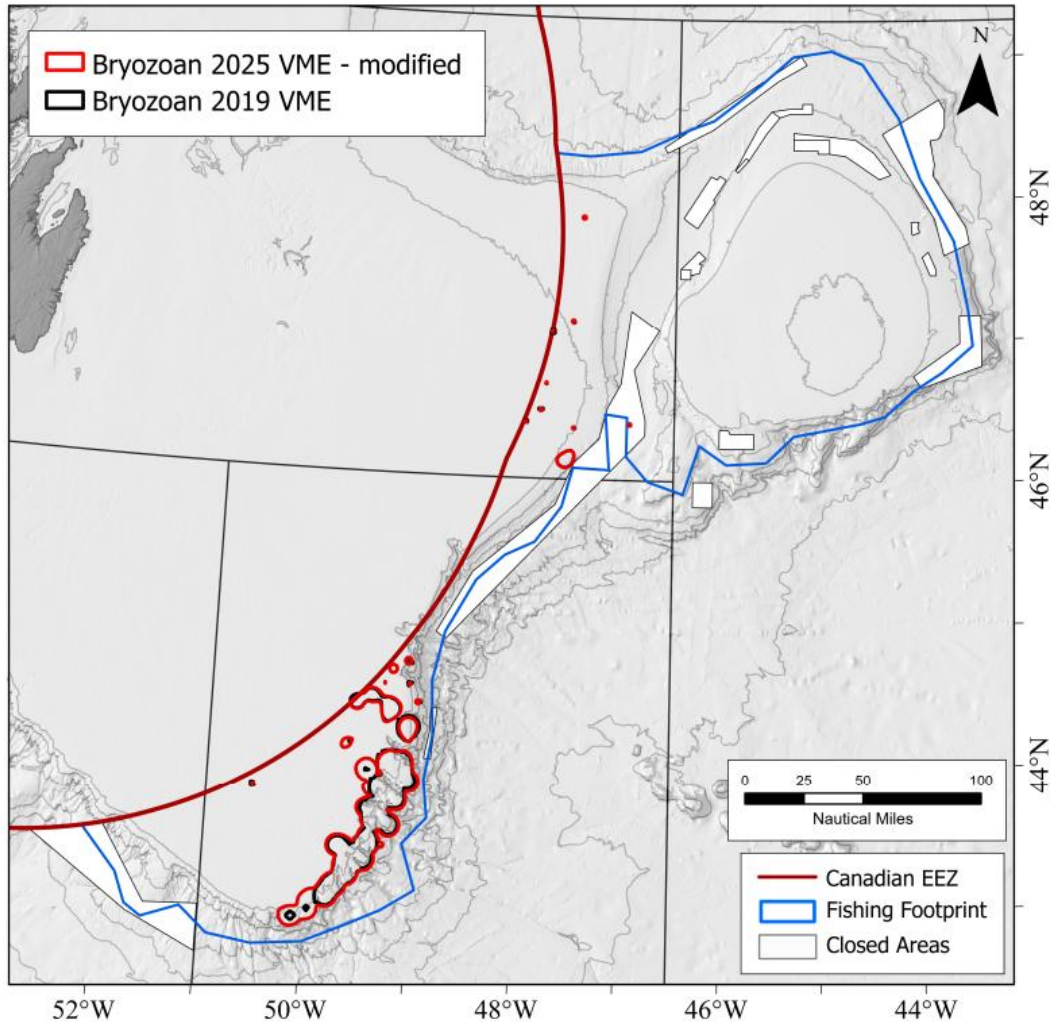 Bryozoan 2025 VME - modified
Bryozoan 2019 VME
N
48°N
46°N
44°N
0 25 50 100
Nautical Miles
Canadian EEZ
Fishing Footprint
Closed Areas
52°W 50°W 48°W 46°W 44°W